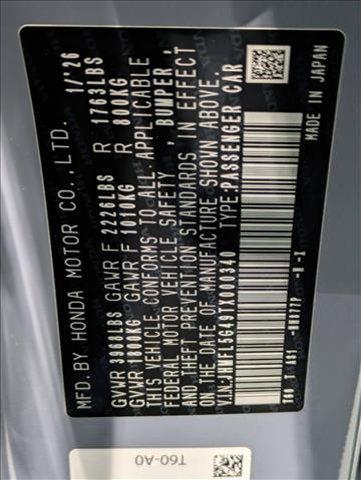 MFD. BY HONDA MOTOR CO.,LTD. 1/'26
GVWR 3908LBS GAWR F 2226LBS R 1763LBS
GVWR 1800KG GAWR F 1010KG R 800KG
THIS VEHICLE CONFORMS TO ALL APPLICABLE
FEDERAL MOTOR VEHICLE SAFETY , BUMPER,
AND THEFT PREVENTION STANDARDS IN EFFECT
ON THE DATE OF MANUFACTURE SHOWN ABOVE.
TYPE:PASSENGER CAR
MADE IN JAPAN
T60-A0